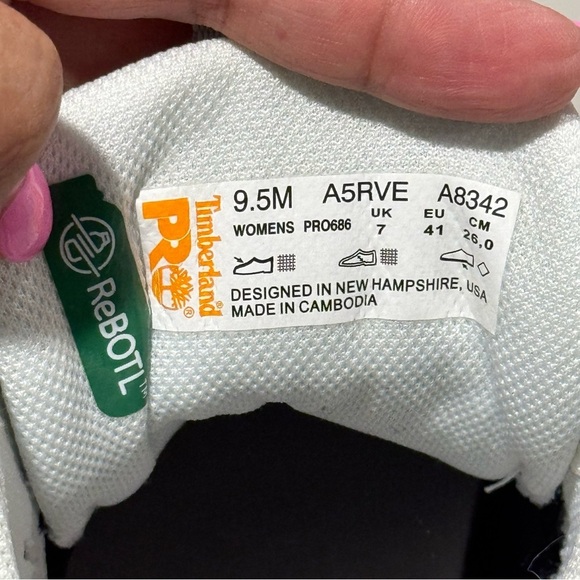 Timberland®
PRO®
9.5M A5RVE A8342
WOMENS PRO686 UK EU CM
7 41 26,0
DESIGNED IN NEW HAMPSHIRE, USA
MADE IN CAMBODIA
ReBOTL™